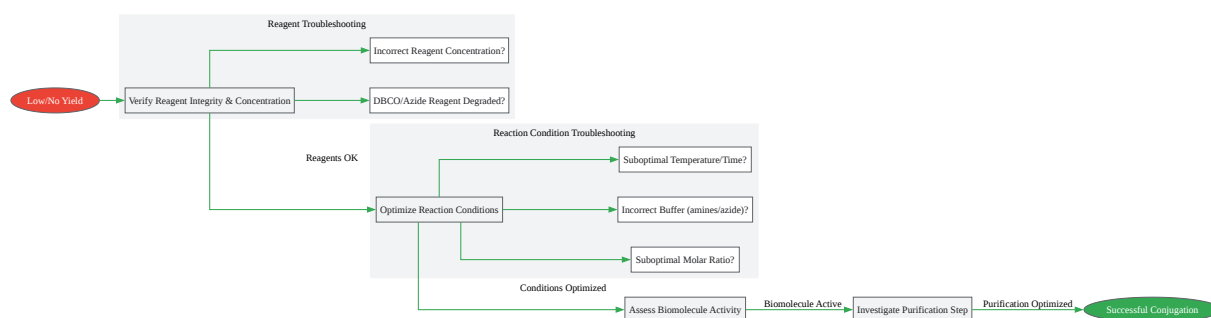 Reagent Troubleshooting
Incorrect Reagent Concentration?
Low/No Yield
Verify Reagent Integrity & Concentration
DBCO/Azide Reagent Degraded?
Reaction Condition Troubleshooting
Reagents OK
Suboptimal Temperature/Time?
Optimize Reaction Conditions
Incorrect Buffer (amines/azide)?
Suboptimal Molar Ratio?
Conditions Optimized
Assess Biomolecule Activity
Biomolecule Active
Investigate Purification Step
Purification Optimized
Successful Conjugation